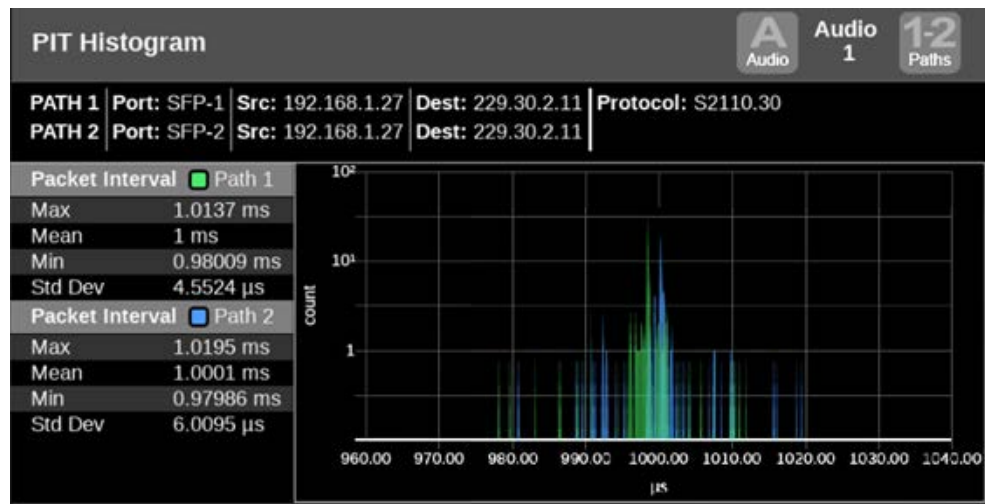 PIT Histogram
A
Audio
Audio
1
1-2
Paths
PATH 1 Port: SFP-1 Src: 192.168.1.27 Dest: 229.30.2.11 Protocol: S2110.30
PATH 2 Port: SFP-2 Src: 192.168.1.27 Dest: 229.30.2.11
Packet Interval Path 1
Max 1.0137 ms
Mean 1 ms
Min 0.98009 ms
Std Dev 4.5524 µs
Packet Interval Path 2
Max 1.0195 ms
Mean 1.0001 ms
Min 0.97986 ms
Std Dev 6.0095 µs
10²
10¹
1
count
960.00 970.00 980.00 990.00 1000.00 1010.00 1020.00 1030.00 1040.00
µs